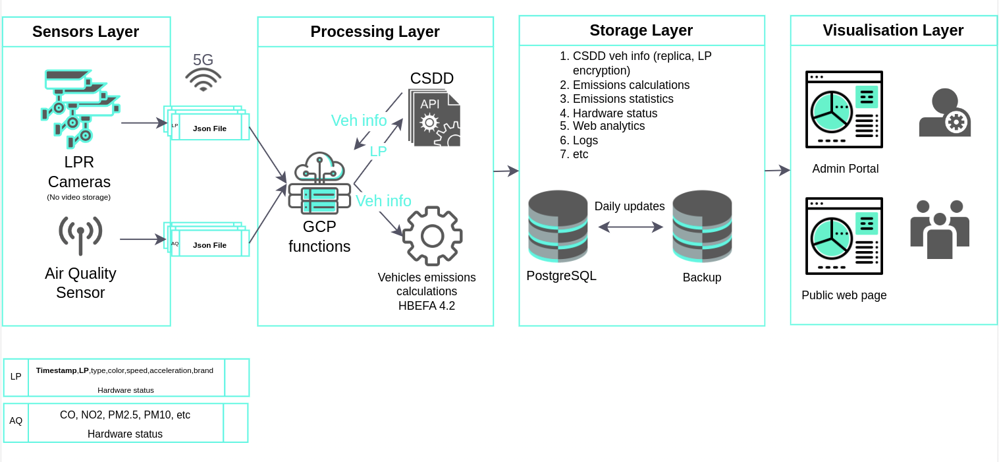 Sensors Layer
LPR
Cameras
(No video storage)
Air Quality
Sensor
5G
LP
Json File
AQ
Json File
Processing Layer
CSDD
API
Veh info
LP
Veh info
GCP
functions
Vehicles emissions
calculations
HBEFA 4.2
Storage Layer
1. CSDD veh info (replica, LP
encryption)
2. Emissions calculations
3. Emissions statistics
4. Hardware status
5. Web analytics
6. Logs
7. etc
Daily updates
PostgreSQL
Backup
Visualisation Layer
Admin Portal
Public web page
LP
Timestamp,LP,type,color,speed,acceleration,brand
Hardware status
AQ
CO, NO2, PM2.5, PM10, etc
Hardware status